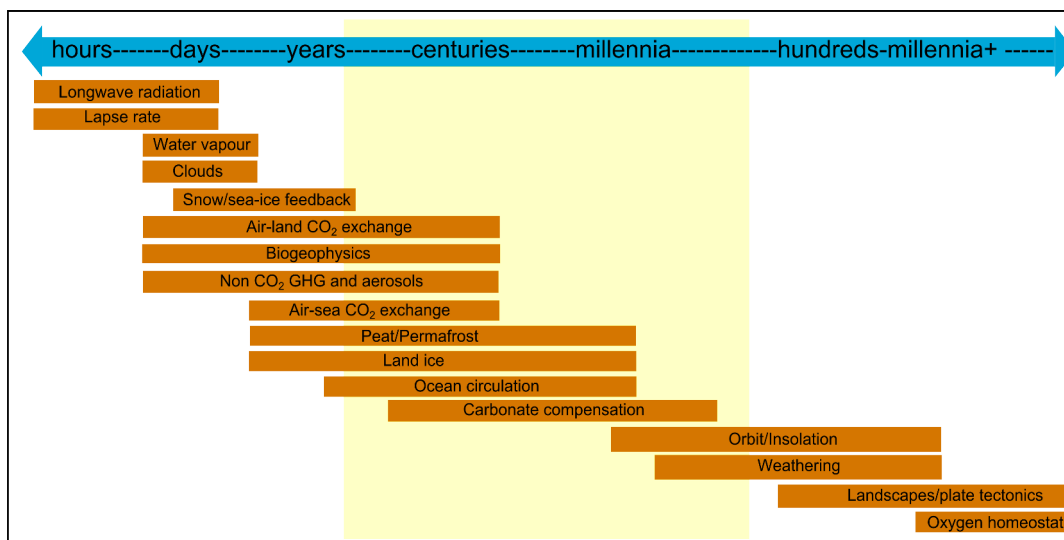 hours-------days--------years--------centuries--------millennia-------------hundreds-millennia+ ------
Longwave radiation
Lapse rate
Water vapour
Clouds
Snow/sea-ice feedback
Air-land CO₂ exchange
Biogeophysics
Non CO₂ GHG and aerosols
Air-sea CO₂ exchange
Peat/Permafrost
Land ice
Ocean circulation
Carbonate compensation
Orbit/Insolation
Weathering
Landscapes/plate tectonics
Oxygen homeostat